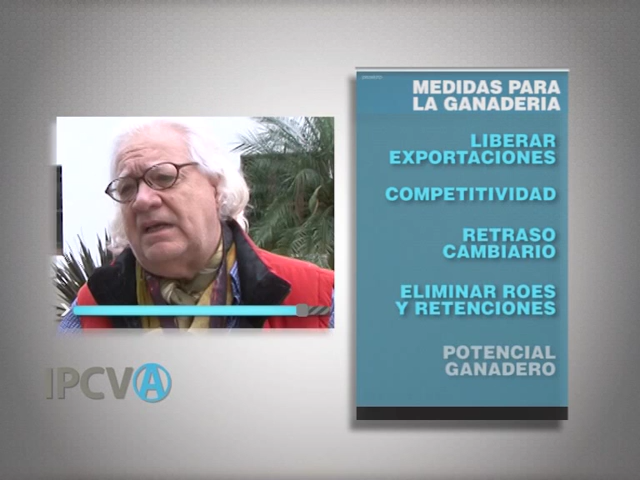 MEDIDAS PARA
LA GANADERIA
LIBERAR
EXPORTACIONES
COMPETITIVIDAD
RETRASO
CAMBIARIO
ELIMINAR ROES
Y RETENCIONES
POTENCIAL
GANADERO
IPCVA